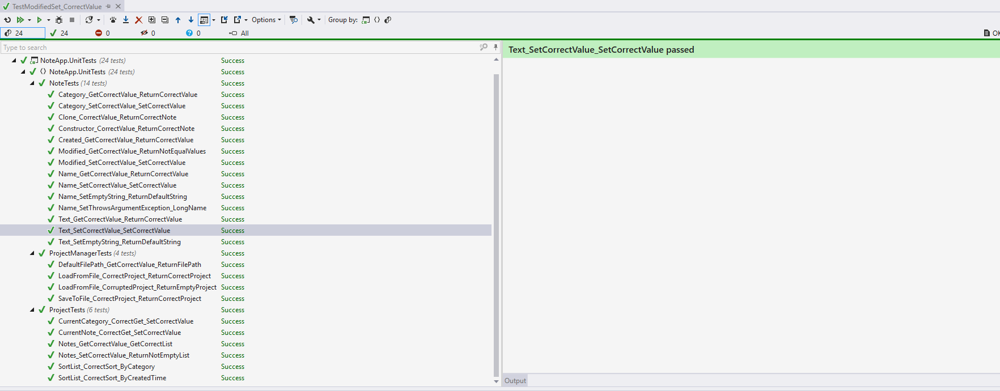 TestModifiedSet_CorrectValue
Options Group by:
24 24 0 0 0 All OK
Type to search
NoteApp.UnitTests (24 tests) Success
NoteApp.UnitTests (24 tests) Success
NoteTests (14 tests) Success
Category_GetCorrectValue_ReturnCorrectValue Success
Category_SetCorrectValue_SetCorrectValue Success
Clone_CorrectValue_ReturnCorrectNote Success
Constructor_CorrectValue_ReturnCorrectNote Success
Created_GetCorrectValue_ReturnCorrectValue Success
Modified_GetCorrectValue_ReturnNotEqualValues Success
Modified_SetCorrectValue_SetCorrectValue Success
Name_GetCorrectValue_ReturnCorrectValue Success
Name_SetCorrectValue_SetCorrectValue Success
Name_SetEmptyString_ReturnDefaultString Success
Name_SetThrowsArgumentException_LongName Success
Text_GetCorrectValue_ReturnCorrectValue Success
Text_SetCorrectValue_SetCorrectValue Success
Text_SetEmptyString_ReturnDefaultString Success
ProjectManagerTests (4 tests) Success
DefaultFilePath_GetCorrectValue_ReturnFilePath Success
LoadFromFile_CorrectProject_ReturnCorrectProject Success
LoadFromFile_CorruptedProject_ReturnEmptyProject Success
SaveToFile_CorrectProject_ReturnCorrectProject Success
ProjectTests (6 tests) Success
CurrentCategory_CorrectGet_SetCorrectValue Success
CurrentNote_CorrectGet_SetCorrectValue Success
Notes_GetCorrectValue_GetCorrectList Success
Notes_SetCorrectValue_ReturnNotEmptyList Success
SortList_CorrectSort_ByCategory Success
SortList_CorrectSort_ByCreatedTime Success
Text_SetCorrectValue_SetCorrectValue passed
Output